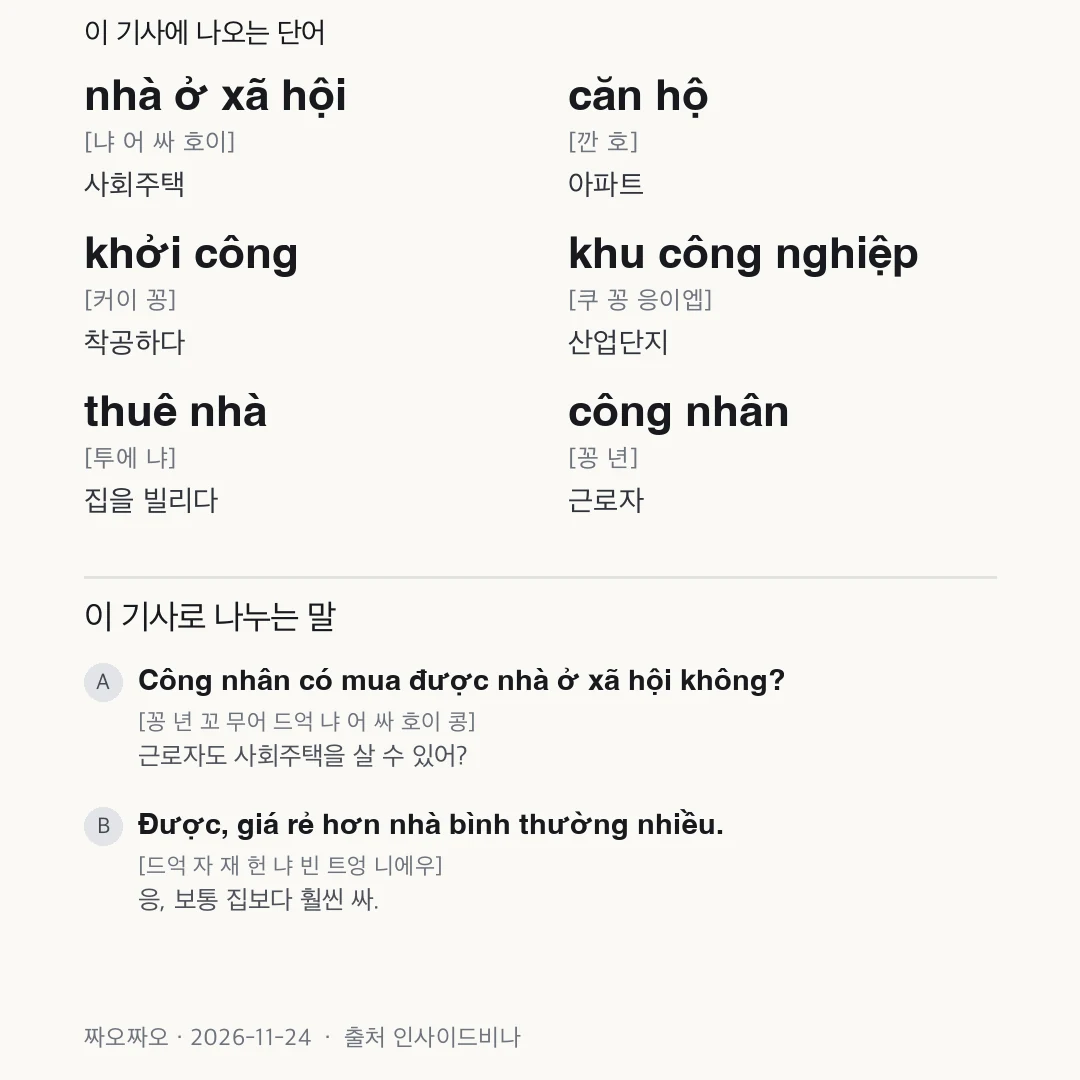 이 기사에 나오는 단어
nhà ở xã hội
[냐 어 싸 호이]
사회주택
căn hộ
[깐 호]
아파트
khởi công
[커이 꽁]
착공하다
khu công nghiệp
[쿠 꽁 응이엡]
산업단지
thuê nhà
[투에 냐]
집을 빌리다
công nhân
[꽁 년]
근로자
이 기사로 나누는 말
A Công nhân có mua được nhà ở xã hội không?
[꽁 년 꼬 무어 드억 냐 어 싸 호이 콩]
근로자도 사회주택을 살 수 있어?
B Được, giá rẻ hơn nhà bình thường nhiều.
[드억 자 재 헌 냐 빈 트엉 니에우]
응, 보통 집보다 훨씬 싸.
짜오짜오 · 2026-11-24 · 출처 인사이드비나